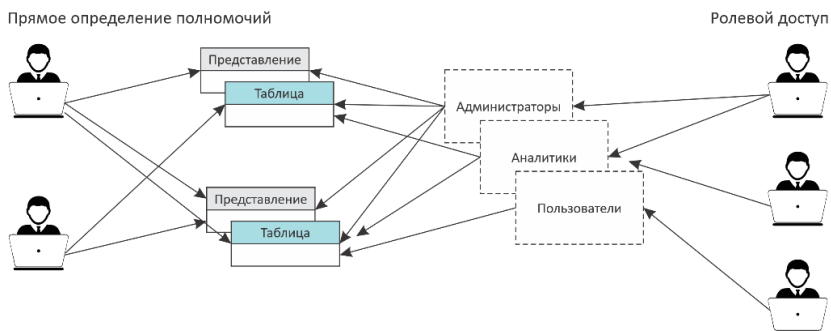 Прямое определение полномочий
Ролевой доступ
Представление
Таблица
Администраторы
Аналитики
Представление
Пользователи
Таблица